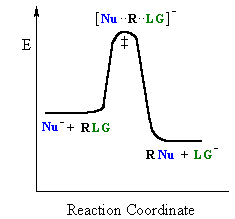 [Nu··R··LG]⁻
‡
E
Nu⁻ + RLG
RNu + LG⁻
Reaction Coordinate